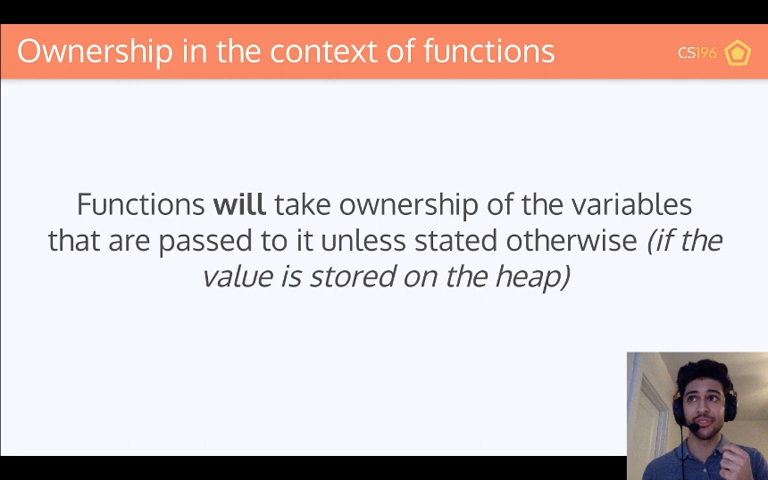 Ownership in the context of functions
CS196
Functions will take ownership of the variables
that are passed to it unless stated otherwise (if the
value is stored on the heap)